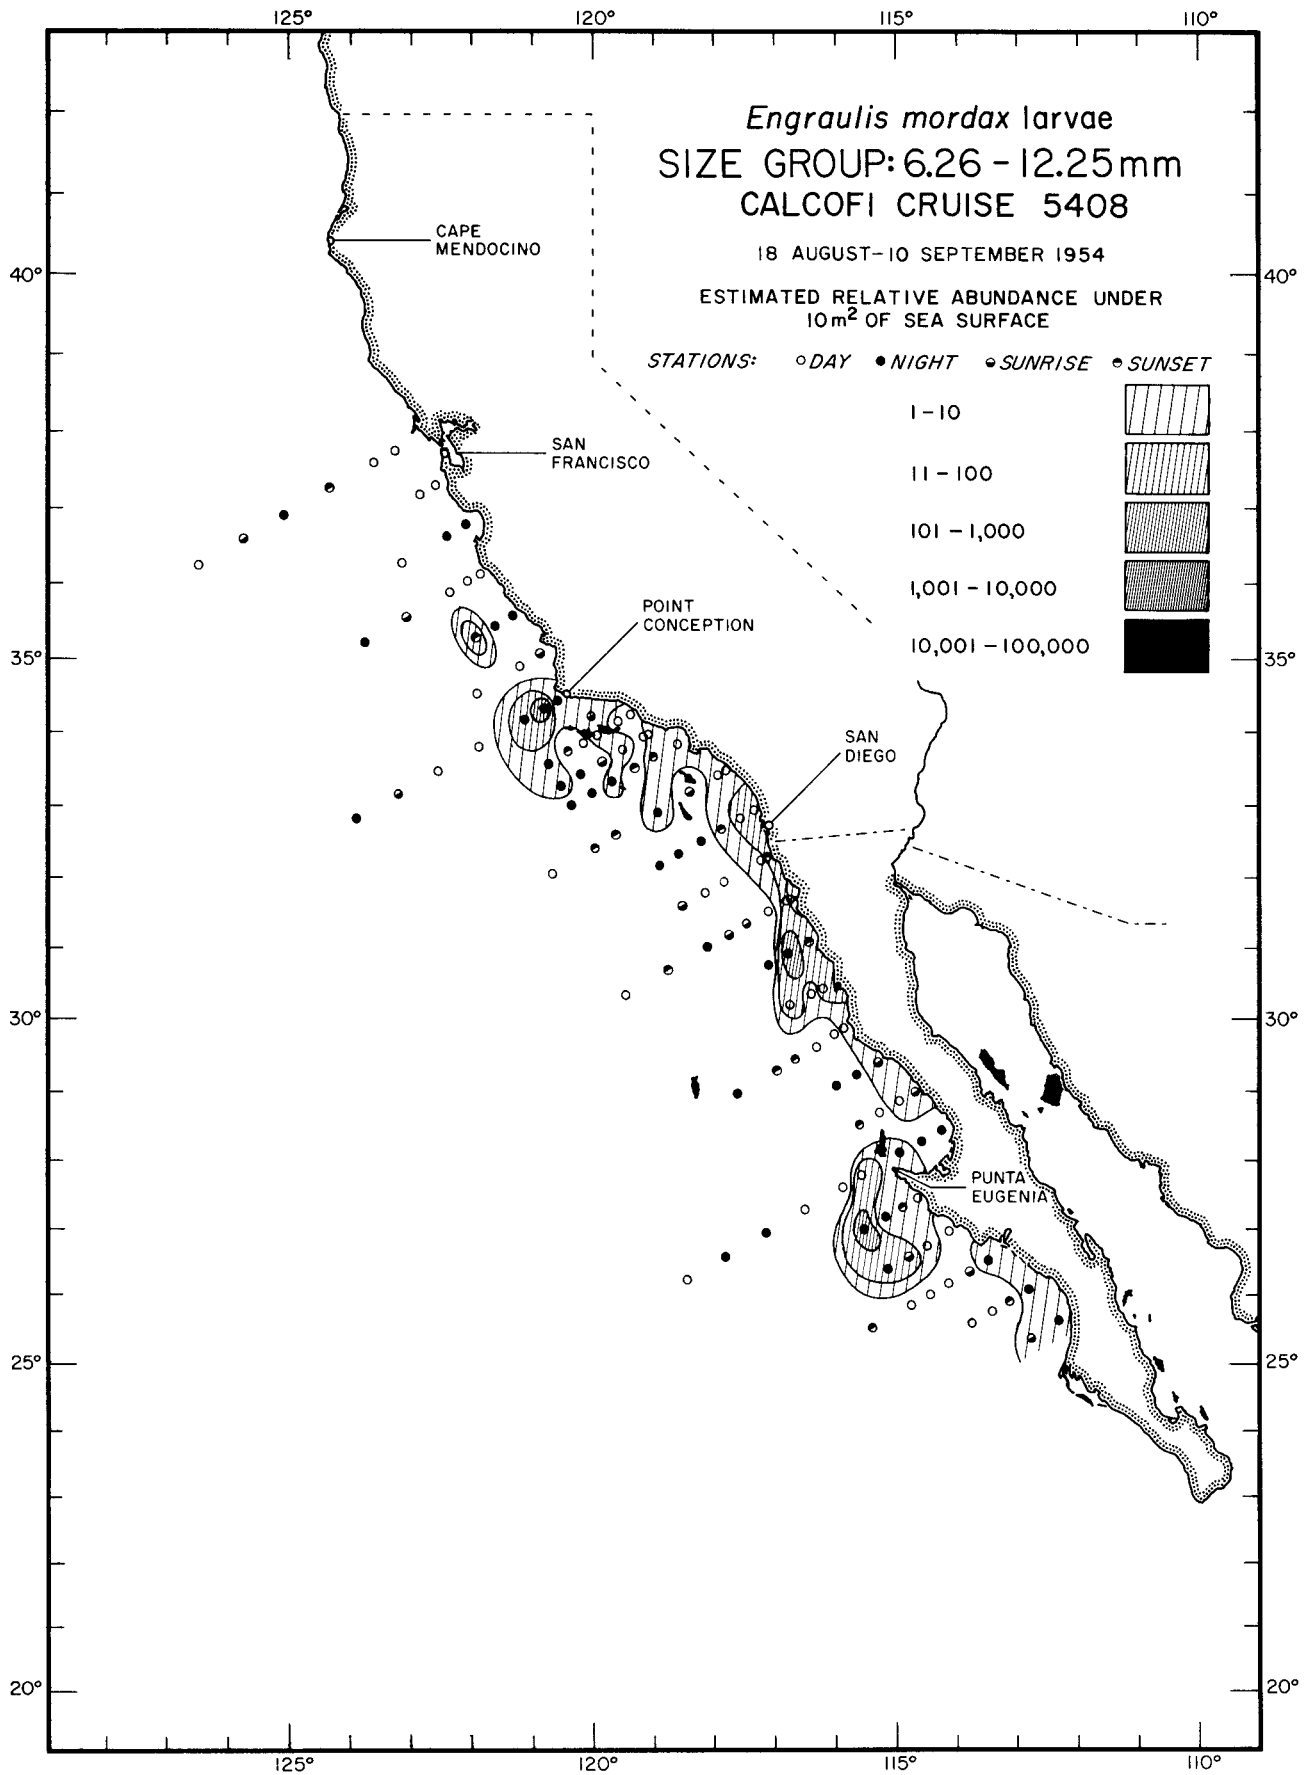 125° 120° 115° 110°
Engraulis mordax larvae
SIZE GROUP: 6.26 - 12.25mm
CALCOFI CRUISE 5408
18 AUGUST-10 SEPTEMBER 1954
ESTIMATED RELATIVE ABUNDANCE UNDER
10m² OF SEA SURFACE
STATIONS: DAY NIGHT SUNRISE SUNSET
1-10
11-100
101-1,000
1,001-10,000
10,001-100,000
CAPE
MENDOCINO
40° 40°
SAN
FRANCISCO
POINT
CONCEPTION
35° 35°
SAN
DIEGO
30° 30°
PUNTA
EUGENIA
25° 25°
20° 20°
125° 120° 115° 110°